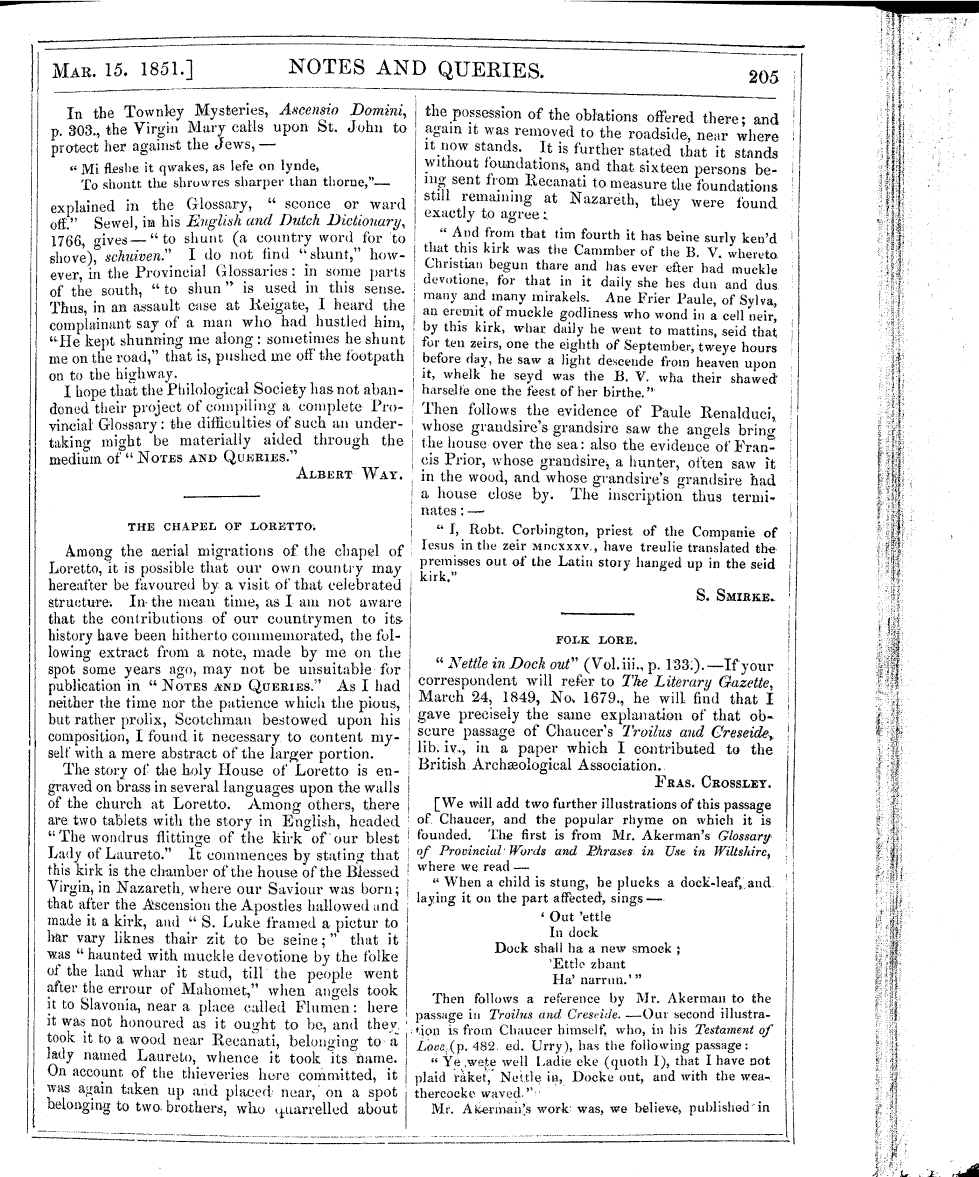 MAR. 15. 1851.] NOTES AND QUERIES. 205
In the Townley Mysteries, Ascensio Domini,
p. 303., the Virgin Mary calls upon St. John to
protect her against the Jews, —
“ Mi fleshe it qwakes, as lefe on lynde,
To shontt the shrowres sharper than thorne,”—
explained in the Glossary, “ sconce or ward
off.” Sewel, in his English and Dutch Dictionary,
1766, gives — “ to shunt (a country word for to
shove), schuiven.” I do not find “shunt,” how-
ever, in the Provincial Glossaries: in some parts
of the south, “to shun” is used in this sense.
Thus, in an assault case at Reigate, I heard the
complainant say of a man who had hustled him,
“He kept shunning me along: sometimes he shunt
me on the road,” that is, pushed me off the footpath
on to the highway.
I hope that the Philological Society has not aban-
doned their project of compiling a complete Pro-
vincial Glossary: the difficulties of such an under-
taking might be materially aided through the
medium of “ NOTES AND QUERIES.”
ALBERT WAY.
THE CHAPEL OF LORETTO.
Among the aerial migrations of the chapel of
Loretto, it is possible that our own country may
hereafter be favoured by a visit of that celebrated
structure. In the mean time, as I am not aware
that the contributions of our countrymen to its
history have been hitherto commemorated, the fol-
lowing extract from a note, made by me on the
spot some years ago, may not be unsuitable for
publication in “ NOTES AND QUERIES.” As I had
neither the time nor the patience which the pious,
but rather prolix, Scotchman bestowed upon his
composition, I found it necessary to content my-
self with a mere abstract of the larger portion.
The story of the holy House of Loretto is en-
graved on brass in several languages upon the walls
of the church at Loretto. Among others, there
are two tablets with the story in English, headed
“The wondrus flittinge of the kirk of our blest
Lady of Laureto.” It commences by stating that
this kirk is the chamber of the house of the Blessed
Virgin, in Nazareth, where our Saviour was born;
that after the Ascension the Apostles hallowed and
made it a kirk, and “ S. Luke framed a pictur to
har vary liknes thair zit to be seine;” that it
was “haunted with muckle devotione by the folke
of the land whar it stud, till the people went
after the errour of Mahomet,” when angels took
it to Slavonia, near a place called Flumen: here
it was not honoured as it ought to be, and they
took it to a wood near Recanati, belonging to a
lady named Laureto, whence it took its name.
On account of the thieveries here committed, it
was again taken up and placed near, on a spot
belonging to two brothers, who quarrelled about
the possession of the oblations offered there; and
again it was removed to the roadside, near where
it now stands. It is further stated that it stands
without foundations, and that sixteen persons be-
ing sent from Recanati to measure the foundations
still remaining at Nazareth, they were found
exactly to agree:
“ And from that tim fourth it has beine surly ken'd
that this kirk was the Cammber of the B. V. whereto
Christian begun thare and has ever efter had muckle
devotione, for that in it daily she hes dun and dus
many and many mirakels. Ane Frier Paule, of Sylva,
an eremit of muckle godliness who wond in a cell neir,
by this kirk, whar daily he went to mattins, seid that
for ten zeirs, one the eighth of September, tweye hours
before day, he saw a light descende from heaven upon
it, whelk he seyd was the B. V. wha their shawed
harselfe one the feest of her birthe.”
Then follows the evidence of Paule Renalduci,
whose grandsire's grandsire saw the angels bring
the house over the sea: also the evidence of Fran-
cis Prior, whose grandsire, a hunter, often saw it
in the wood, and whose grandsire's grandsire had
a house close by. The inscription thus termi-
nates: —
“ I, Robt. Corbington, priest of the Companie of
Iesus in the zeir MDCXXXV., have treulie translated the
premisses out of the Latin story hanged up in the seid
kirk.”
S. SMIRKE.
FOLK LORE.
“ Nettle in Dock out” (Vol. iii., p. 133.).—If your
correspondent will refer to The Literary Gazette,
March 24, 1849, No. 1679., he will find that I
gave precisely the same explanation of that ob-
scure passage of Chaucer's Troilus and Creseide,
lib. iv., in a paper which I contributed to the
British Archæological Association.
FRAS. CROSSLEY.
[We will add two further illustrations of this passage
of Chaucer, and the popular rhyme on which it is
founded. The first is from Mr. Akerman's Glossary
of Provincial Words and Phrases in Use in Wiltshire,
where we read —
“ When a child is stung, he plucks a dock-leaf, and
laying it on the part affected, sings —
‘ Out 'ettle
In dock
Dock shall ha a new smock ;
'Ettle zbant
Ha' narrun.’ ”
Then follows a reference by Mr. Akerman to the
passage in Troilus and Creseide.—Our second illustra-
tion is from Chaucer himself, who, in his Testament of
Love (p. 482. ed. Urry), has the following passage:
“ Ye wete well Ladie eke (quoth I), that I have not
plaid raket, Nettle in, Docke out, and with the wea-
thercocke waved.”
Mr. Akerman's work was, we believe, published in